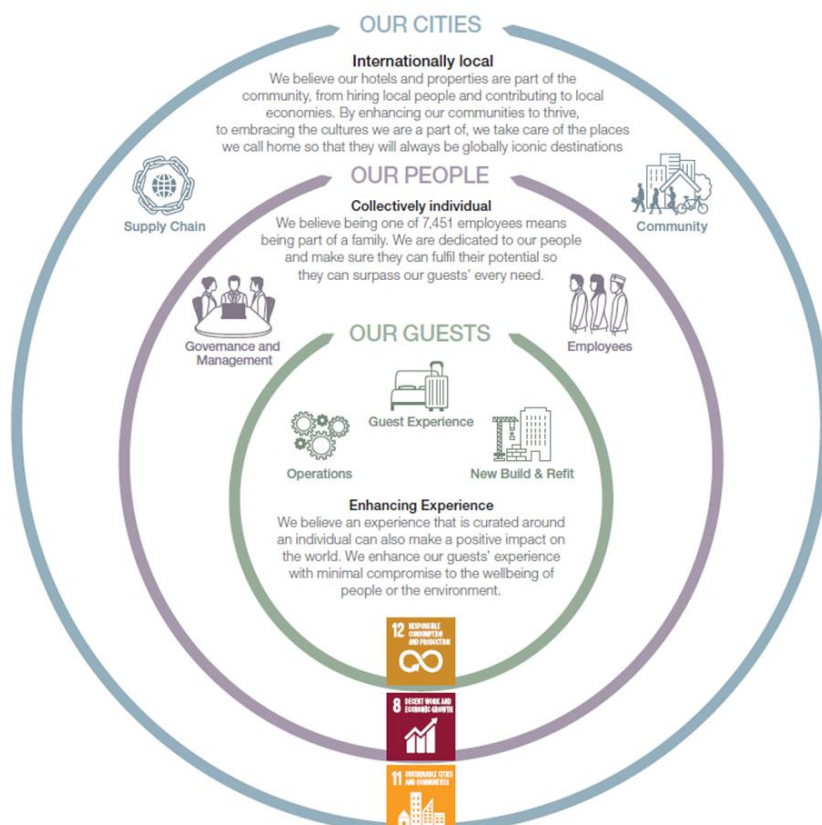 OUR CITIES
Internationally local
We believe our hotels and properties are part of the
community, from hiring local people and contributing to local
economies. By enhancing our communities to thrive,
to embracing the cultures we are a part of, we take care of the places
we call home so that they will always be globally iconic destinations
Supply Chain
Community
OUR PEOPLE
Collectively individual
We believe being one of 7,451 employees means
being part of a family. We are dedicated to our people
and make sure they can fulfil their potential so
they can surpass our guests' every need.
Governance and
Management
Employees
OUR GUESTS
Guest Experience
Operations
New Build & Refit
Enhancing Experience
We believe an experience that is curated around
an individual can also make a positive impact on
the world. We enhance our guests' experience
with minimal compromise to the wellbeing of
people or the environment.
12 RESPONSIBLE
CONSUMPTION
AND PRODUCTION
8 DECENT WORK AND
ECONOMIC GROWTH
11 SUSTAINABLE CITIES
AND COMMUNITIES